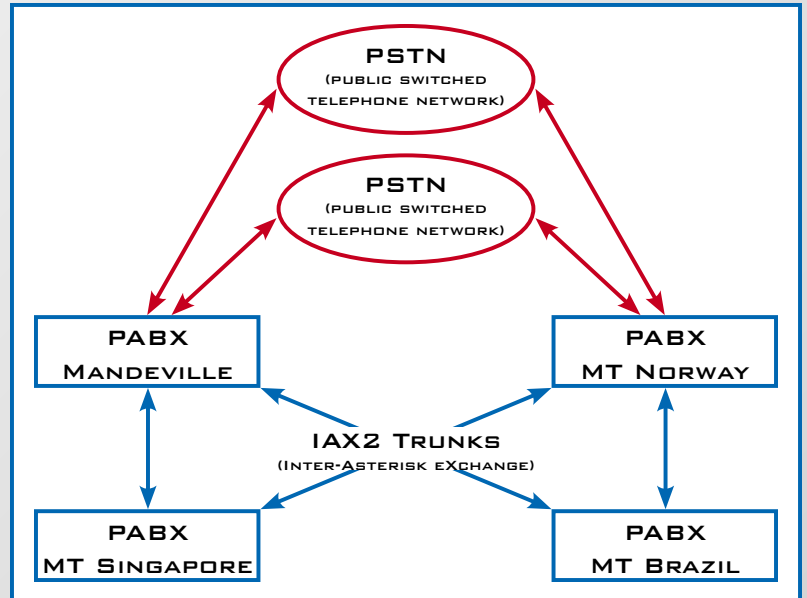 PSTN
(public switched
telephone network)
PSTN
(public switched
telephone network)
PABX
Mandeville
PABX
MT Norway
IAX2 Trunks
(Inter-Asterisk eXchange)
PABX
MT Singapore
PABX
MT Brazil